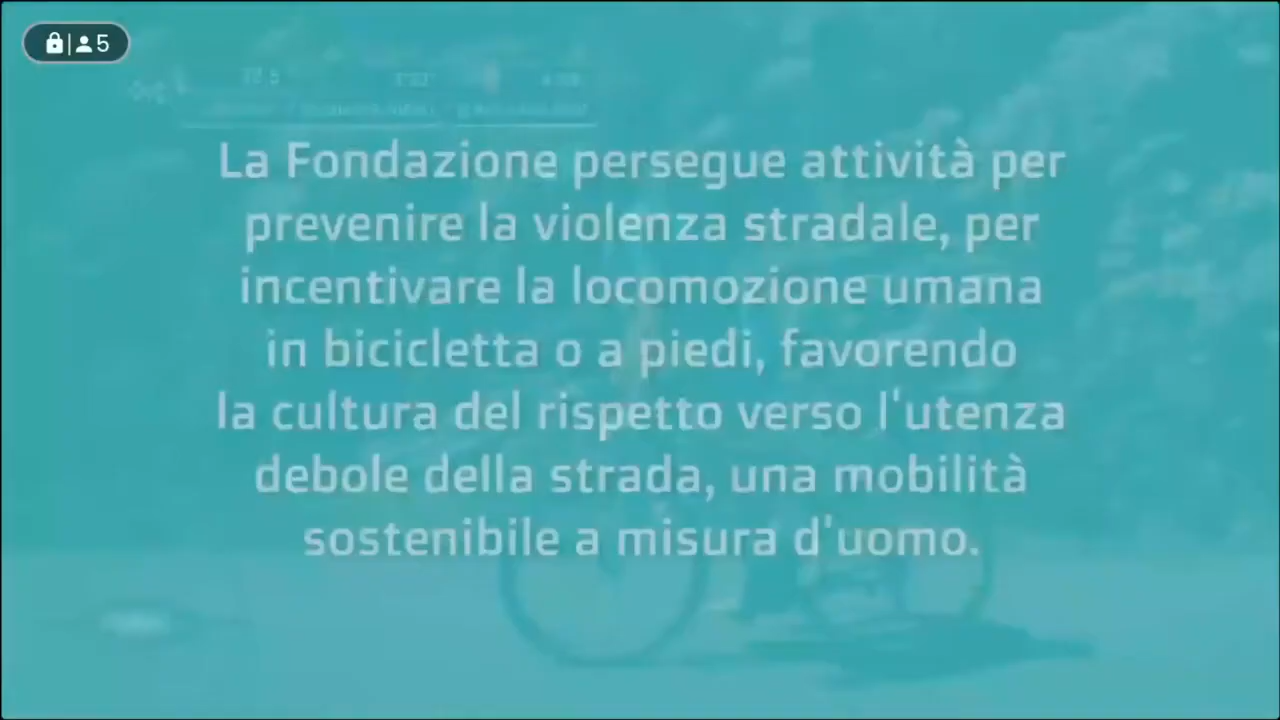 5
La Fondazione persegue attività per
prevenire la violenza stradale, per
incentivare la locomozione umana
in bicicletta o a piedi, favorendo
la cultura del rispetto verso l'utenza
debole della strada, una mobilità
sostenibile a misura d'uomo.